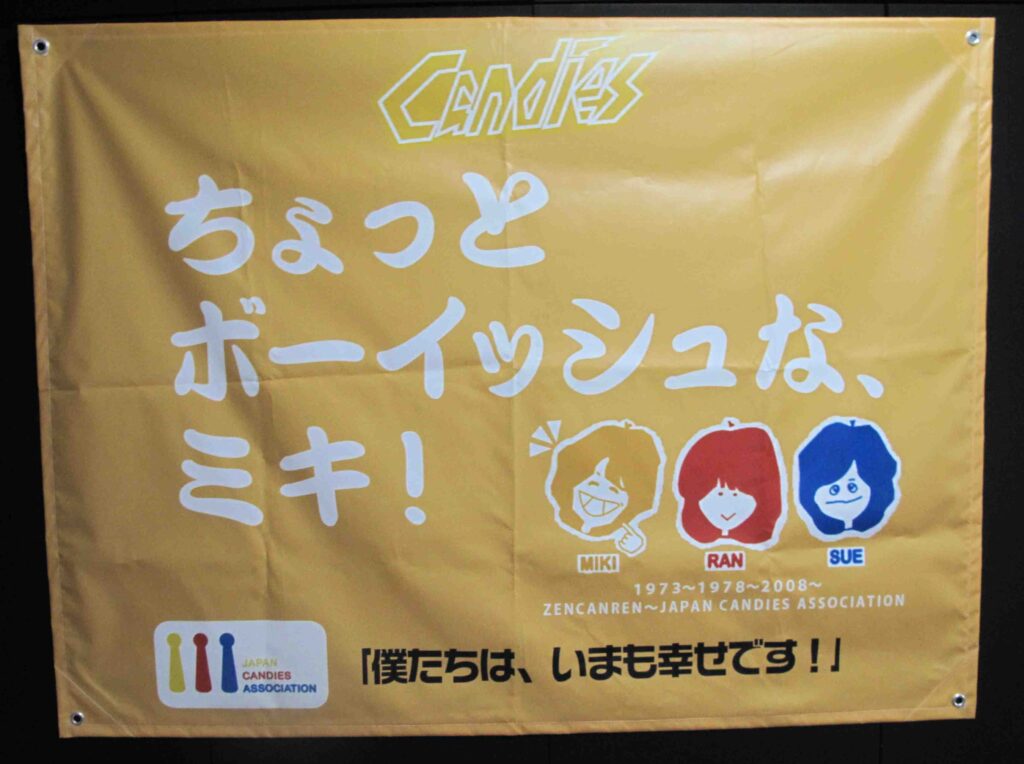 Candies
ちょっと
ボーイッシュな、
ミキ!
MIKI RAN SUE
1973~1978~2008~
ZENCANREN~JAPAN CANDIES ASSOCIATION
JAPAN
CANDIES
ASSOCIATION
「僕たちは、いまも幸せです!」